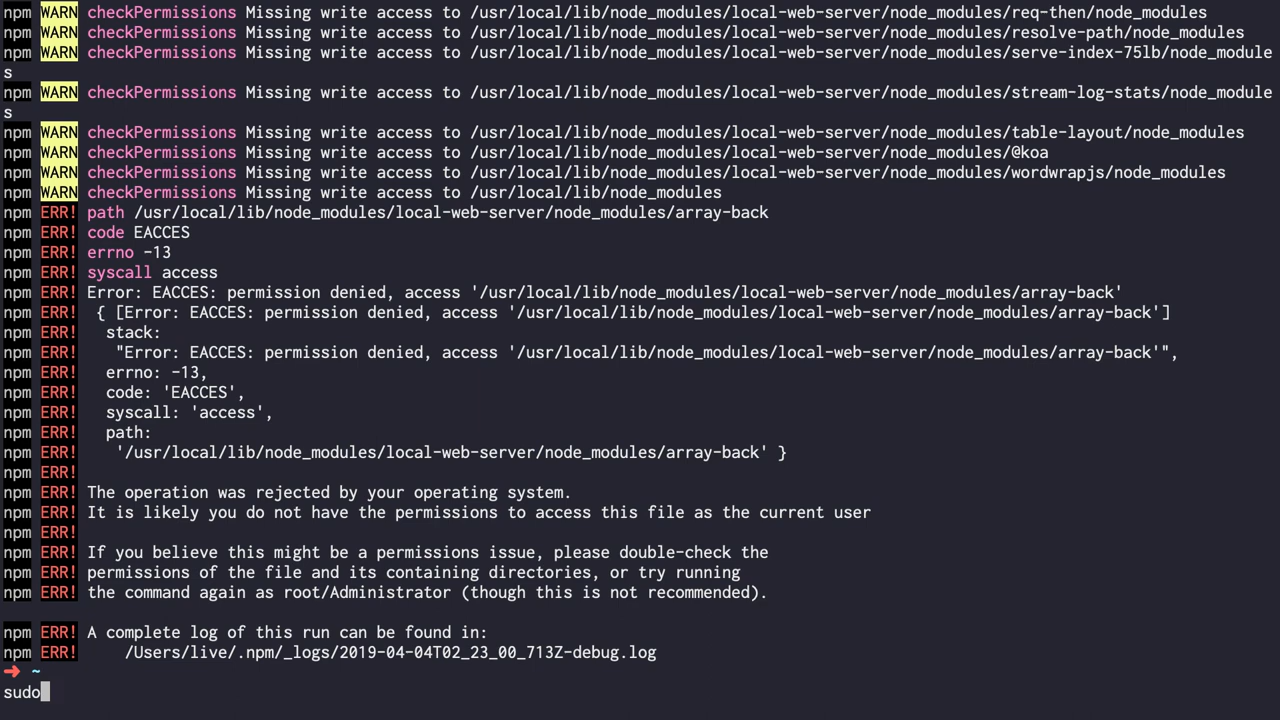 npm WARN checkPermissions Missing write access to /usr/local/lib/node_modules/local-web-server/node_modules/req-then/node_modules
npm WARN checkPermissions Missing write access to /usr/local/lib/node_modules/local-web-server/node_modules/resolve-path/node_modules
npm WARN checkPermissions Missing write access to /usr/local/lib/node_modules/local-web-server/node_modules/serve-index-75lb/node_module
s
npm WARN checkPermissions Missing write access to /usr/local/lib/node_modules/local-web-server/node_modules/stream-log-stats/node_module
s
npm WARN checkPermissions Missing write access to /usr/local/lib/node_modules/local-web-server/node_modules/table-layout/node_modules
npm WARN checkPermissions Missing write access to /usr/local/lib/node_modules/local-web-server/node_modules/@koa
npm WARN checkPermissions Missing write access to /usr/local/lib/node_modules/local-web-server/node_modules/wordwrapjs/node_modules
npm WARN checkPermissions Missing write access to /usr/local/lib/node_modules
npm ERR! path /usr/local/lib/node_modules/local-web-server/node_modules/array-back
npm ERR! code EACCES
npm ERR! errno -13
npm ERR! syscall access
npm ERR! Error: EACCES: permission denied, access '/usr/local/lib/node_modules/local-web-server/node_modules/array-back'
npm ERR!  { [Error: EACCES: permission denied, access '/usr/local/lib/node_modules/local-web-server/node_modules/array-back']
npm ERR!   stack:
npm ERR!    "Error: EACCES: permission denied, access '/usr/local/lib/node_modules/local-web-server/node_modules/array-back'",
npm ERR!   errno: -13,
npm ERR!   code: 'EACCES',
npm ERR!   syscall: 'access',
npm ERR!   path:
npm ERR!    '/usr/local/lib/node_modules/local-web-server/node_modules/array-back' }
npm ERR!
npm ERR! The operation was rejected by your operating system.
npm ERR! It is likely you do not have the permissions to access this file as the current user
npm ERR!
npm ERR! If you believe this might be a permissions issue, please double-check the
npm ERR! permissions of the file and its containing directories, or try running
npm ERR! the command again as root/Administrator (though this is not recommended).
npm ERR! A complete log of this run can be found in:
npm ERR!     /Users/live/.npm/_logs/2019-04-04T02_23_00_713Z-debug.log
➜ ~
sudo